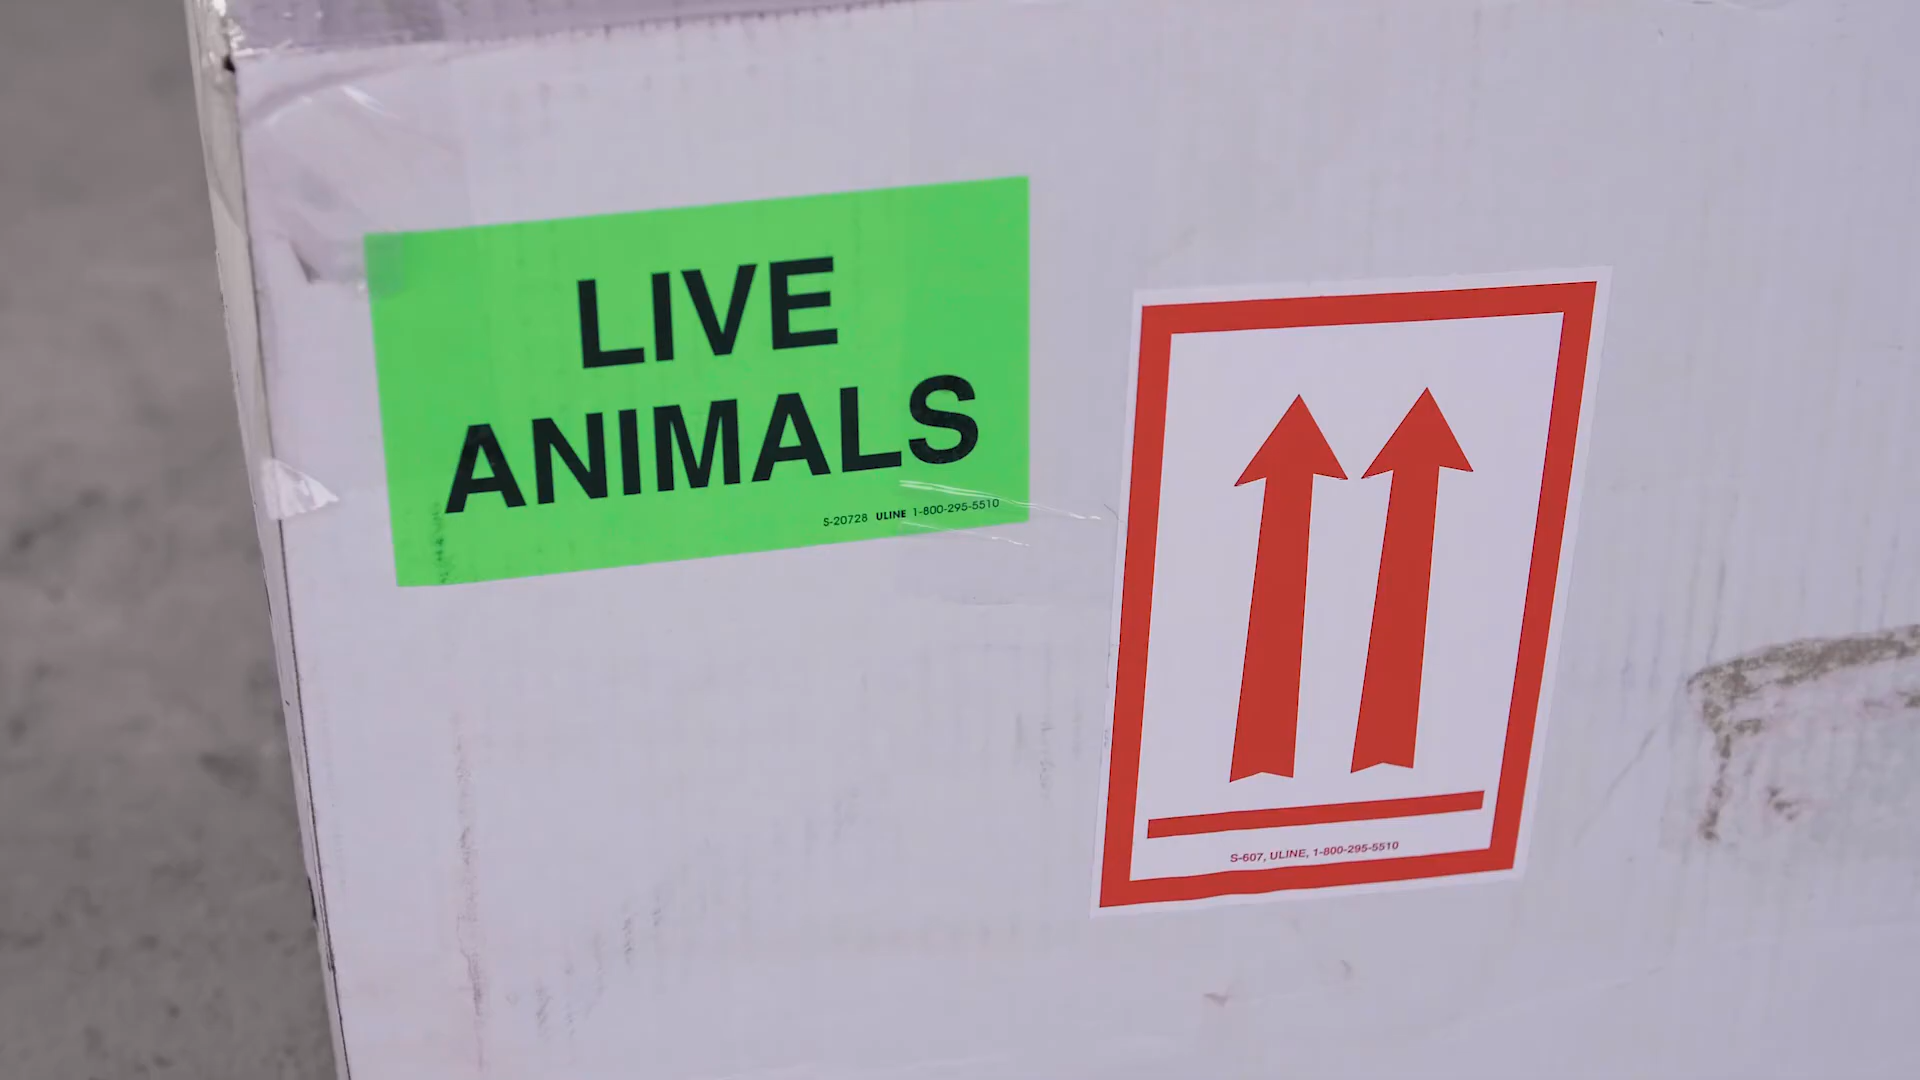 LIVE
ANIMALS
S-20728 ULINE 1-800-295-5510
S-607, ULINE, 1-800-295-5510